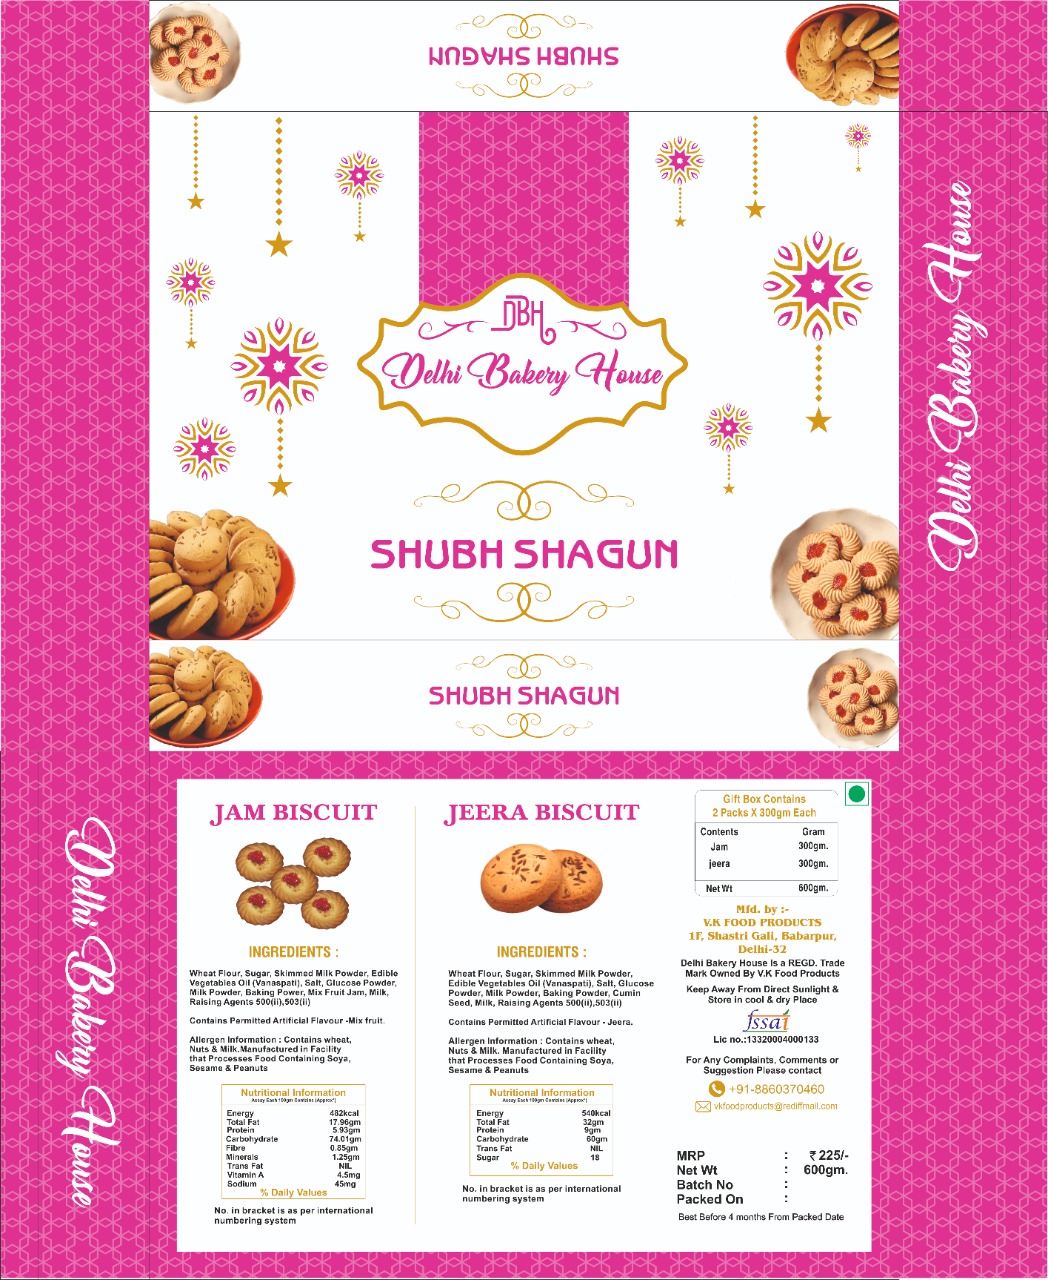 SHUBH SHAGUN
DBH
Delhi Bakery House
SHUBH SHAGUN
Delhi Bakery House
SHUBH SHAGUN
Delhi Bakery House
JAM BISCUIT
INGREDIENTS :
Wheat Flour, Sugar, Skimmed Milk Powder, Edible
Vegetables Oil (Vanaspati), Salt, Glucose Powder,
Milk Powder, Baking Power, Mix Fruit Jam, Milk,
Raising Agents 500(ii),503(ii)
Contains Permitted Artificial Flavour -Mix fruit.
Allergen Information : Contains wheat,
Nuts & Milk.Manufactured in Facility
that Processes Food Containing Soya,
Sesame & Peanuts
Nutritional Information
Assay Each 100gm Contains (Approx*)
Energy 482kcal
Total Fat 17.96gm
Protein 5.93gm
Carbohydrate 74.01gm
Fibre 0.85gm
Minerals 1.25gm
Trans Fat NIL
Vitamin A 4.5mg
Sodium 45mg
% Daily Values
No. in bracket is as per international
numbering system
JEERA BISCUIT
INGREDIENTS :
Wheat Flour, Sugar, Skimmed Milk Powder,
Edible Vegetables Oil (Vanaspati), Salt, Glucose
Powder, Milk Powder, Baking Powder, Cumin
Seed, Milk, Raising Agents 500(ii),503(ii)
Contains Permitted Artificial Flavour - Jeera.
Allergen Information : Contains wheat,
Nuts & Milk. Manufactured in Facility
that Processes Food Containing Soya,
Sesame & Peanuts
Nutritional Information
Assay Each 100gm Contains (Approx*)
Energy 540kcal
Total Fat 32gm
Protein 9gm
Carbohydrate 60gm
Trans Fat NIL
Sugar 18
% Daily Values
No. in bracket is as per international
numbering system
Gift Box Contains
2 Packs X 300gm Each
Contents Gram
Jam 300gm.
jeera 300gm.
Net Wt 600gm.
Mfd. by :-
V.K FOOD PRODUCTS
1F, Shastri Gali, Babarpur,
Delhi-32
Delhi Bakery House Is a REGD. Trade
Mark Owned By V.K Food Products
Keep Away From Direct Sunlight &
Store in cool & dry Place
fssai
Lic no.:13320004000133
For Any Complaints, Comments or
Suggestion Please contact
+91-8860370460
vkfoodproducts@rediffmail.com
MRP : ₹ 225/-
Net Wt : 600gm.
Batch No :
Packed On :
Best Before 4 months From Packed Date